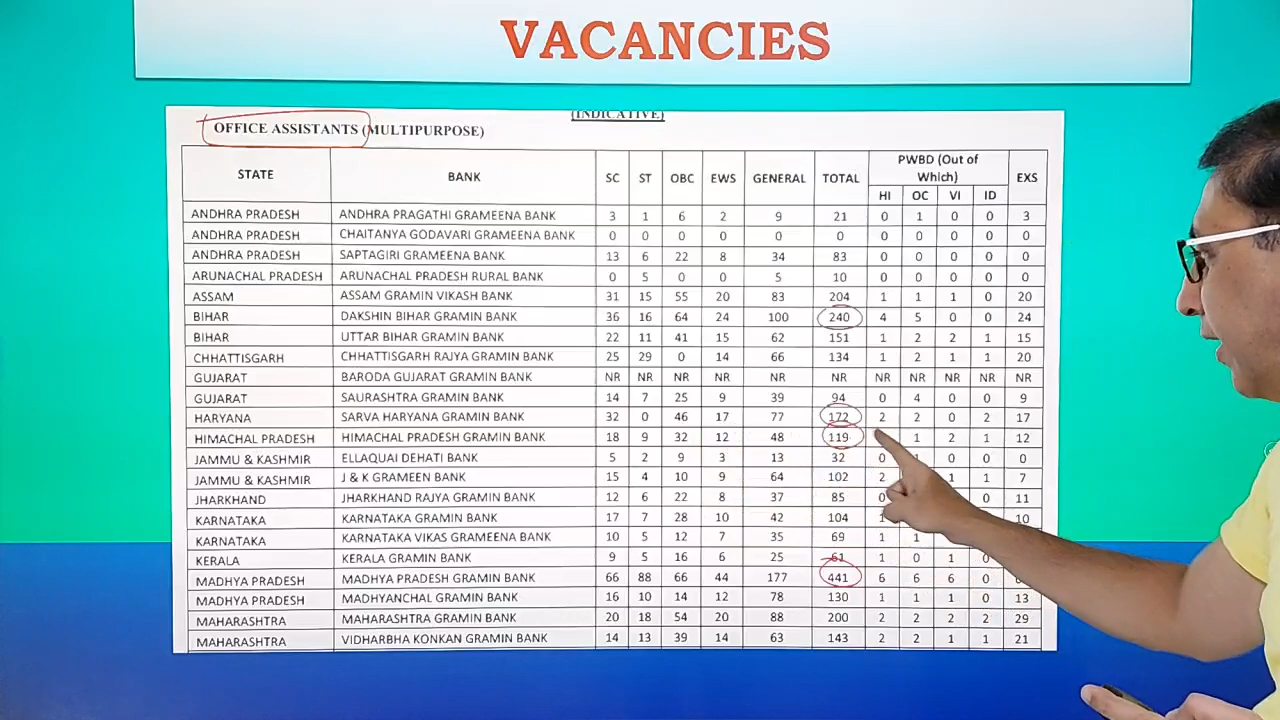 VACANCIES
(INDICATIVE)
OFFICE ASSISTANTS (MULTIPURPOSE)
STATE BANK SC ST OBC EWS GENERAL TOTAL PWBD (Out of Which) EXS
HI OC VI ID
ANDHRA PRADESH ANDHRA PRAGATHI GRAMEENA BANK 3 1 6 2 9 21 0 1 0 0 3
ANDHRA PRADESH CHAITANYA GODAVARI GRAMEENA BANK 0 0 0 0 0 0 0 0 0 0 0
ANDHRA PRADESH SAPTAGIRI GRAMEENA BANK 13 6 22 8 34 83 0 0 0 0 0
ARUNACHAL PRADESH ARUNACHAL PRADESH RURAL BANK 0 5 0 0 5 10 0 0 0 0 0
ASSAM ASSAM GRAMIN VIKASH BANK 31 15 55 20 83 204 1 1 1 0 20
BIHAR DAKSHIN BIHAR GRAMIN BANK 36 16 64 24 100 240 4 5 0 0 24
BIHAR UTTAR BIHAR GRAMIN BANK 22 11 41 15 62 151 1 2 2 1 15
CHHATTISGARH CHHATTISGARH RAJYA GRAMIN BANK 25 29 0 14 66 134 1 2 1 1 20
GUJARAT BARODA GUJARAT GRAMIN BANK NR NR NR NR NR NR NR NR NR NR NR
GUJARAT SAURASHTRA GRAMIN BANK 14 7 25 9 39 94 0 4 0 0 9
HARYANA SARVA HARYANA GRAMIN BANK 32 0 46 17 77 172 2 2 0 2 17
HIMACHAL PRADESH HIMACHAL PRADESH GRAMIN BANK 18 9 32 12 48 119 1 2 1 12
JAMMU & KASHMIR ELLAQUAI DEHATI BANK 5 2 9 3 13 32 0 0 0 0
JAMMU & KASHMIR J & K GRAMEEN BANK 15 4 10 9 64 102 2 1 1 7
JHARKHAND JHARKHAND RAJYA GRAMIN BANK 12 6 22 8 37 85 0 0 11
KARNATAKA KARNATAKA GRAMIN BANK 17 7 28 10 42 104 1 10
KARNATAKA KARNATAKA VIKAS GRAMEENA BANK 10 5 12 7 35 69 1 1
KERALA KERALA GRAMIN BANK 9 5 16 6 25 61 1 0 1 0
MADHYA PRADESH MADHYA PRADESH GRAMIN BANK 66 88 66 44 177 441 6 6 6 0
MADHYA PRADESH MADHYANCHAL GRAMIN BANK 16 10 14 12 78 130 1 1 1 0 13
MAHARASHTRA MAHARASHTRA GRAMIN BANK 20 18 54 20 88 200 2 2 2 2 29
MAHARASHTRA VIDHARBHA KONKAN GRAMIN BANK 14 13 39 14 63 143 2 2 1 1 21